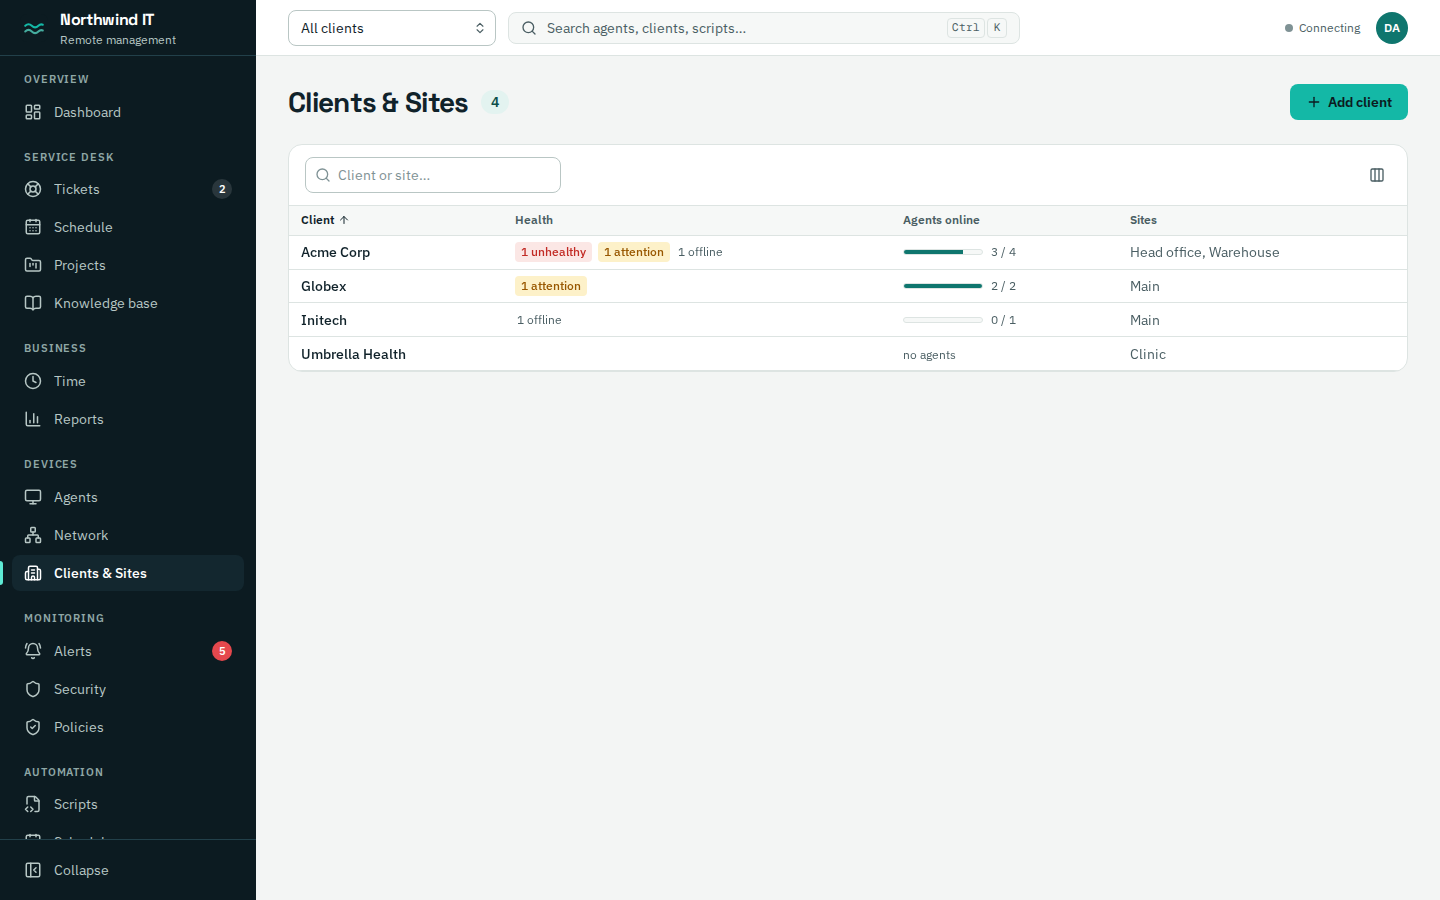 Northwind IT
Remote management
OVERVIEW
Dashboard
SERVICE DESK
Tickets 2
Schedule
Projects
Knowledge base
BUSINESS
Time
Reports
DEVICES
Agents
Network
Clients & Sites
MONITORING
Alerts 5
Security
Policies
AUTOMATION
Scripts
Collapse
All clients
Search agents, clients, scripts... Ctrl K
Connecting DA
Clients & Sites 4
Add client
Client or site...
Client Health Agents online Sites
Acme Corp 1 unhealthy 1 attention 1 offline 3 / 4 Head office, Warehouse
Globex 1 attention 2 / 2 Main
Initech 1 offline 0 / 1 Main
Umbrella Health no agents Clinic